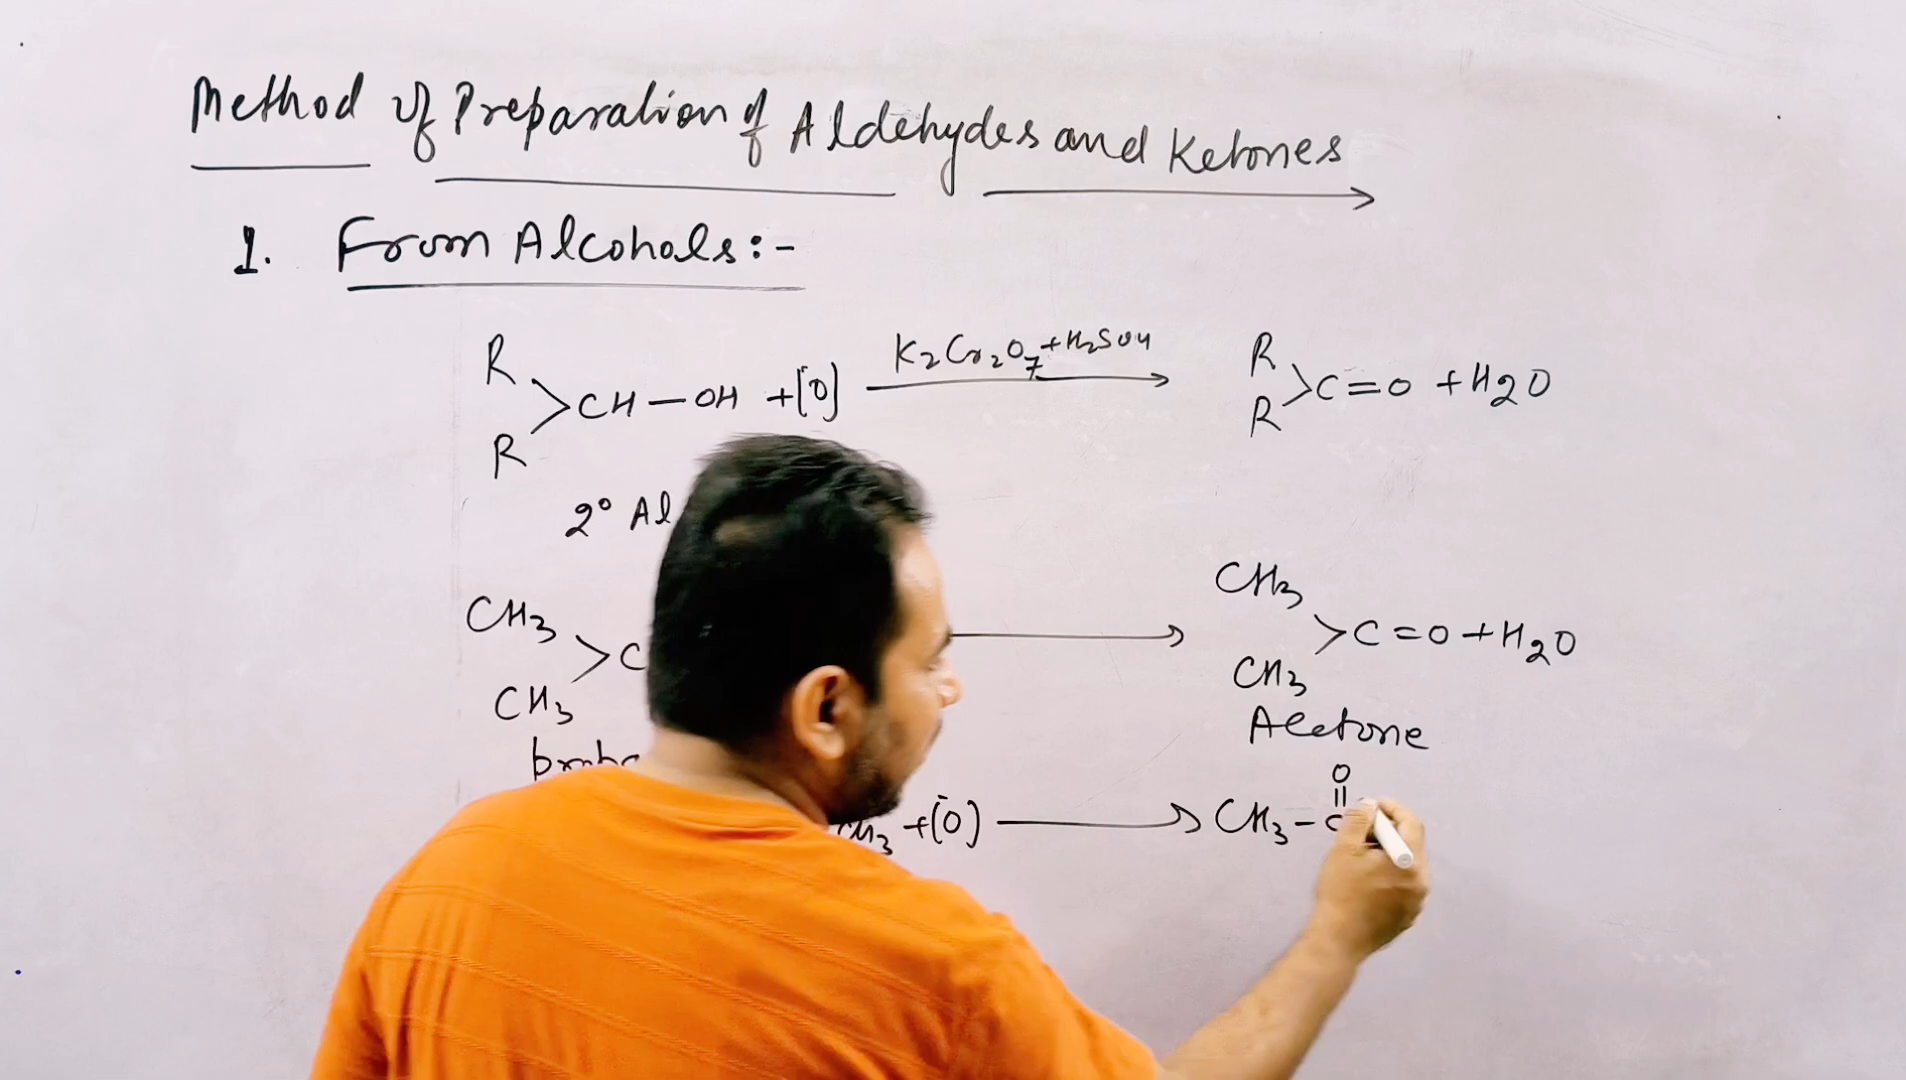 Method of Preparation of Aldehydes and Ketones
1. From Alcohols:-
R
R
>CH—OH +[O]
K2Cr2O7+H2SO4
R
R
>C=O +H2O
2° Al
CH3
CH3
>C
CH3
CH3
>C=O+H2O
Acetone
CH3 +[O]
CH3-C
O